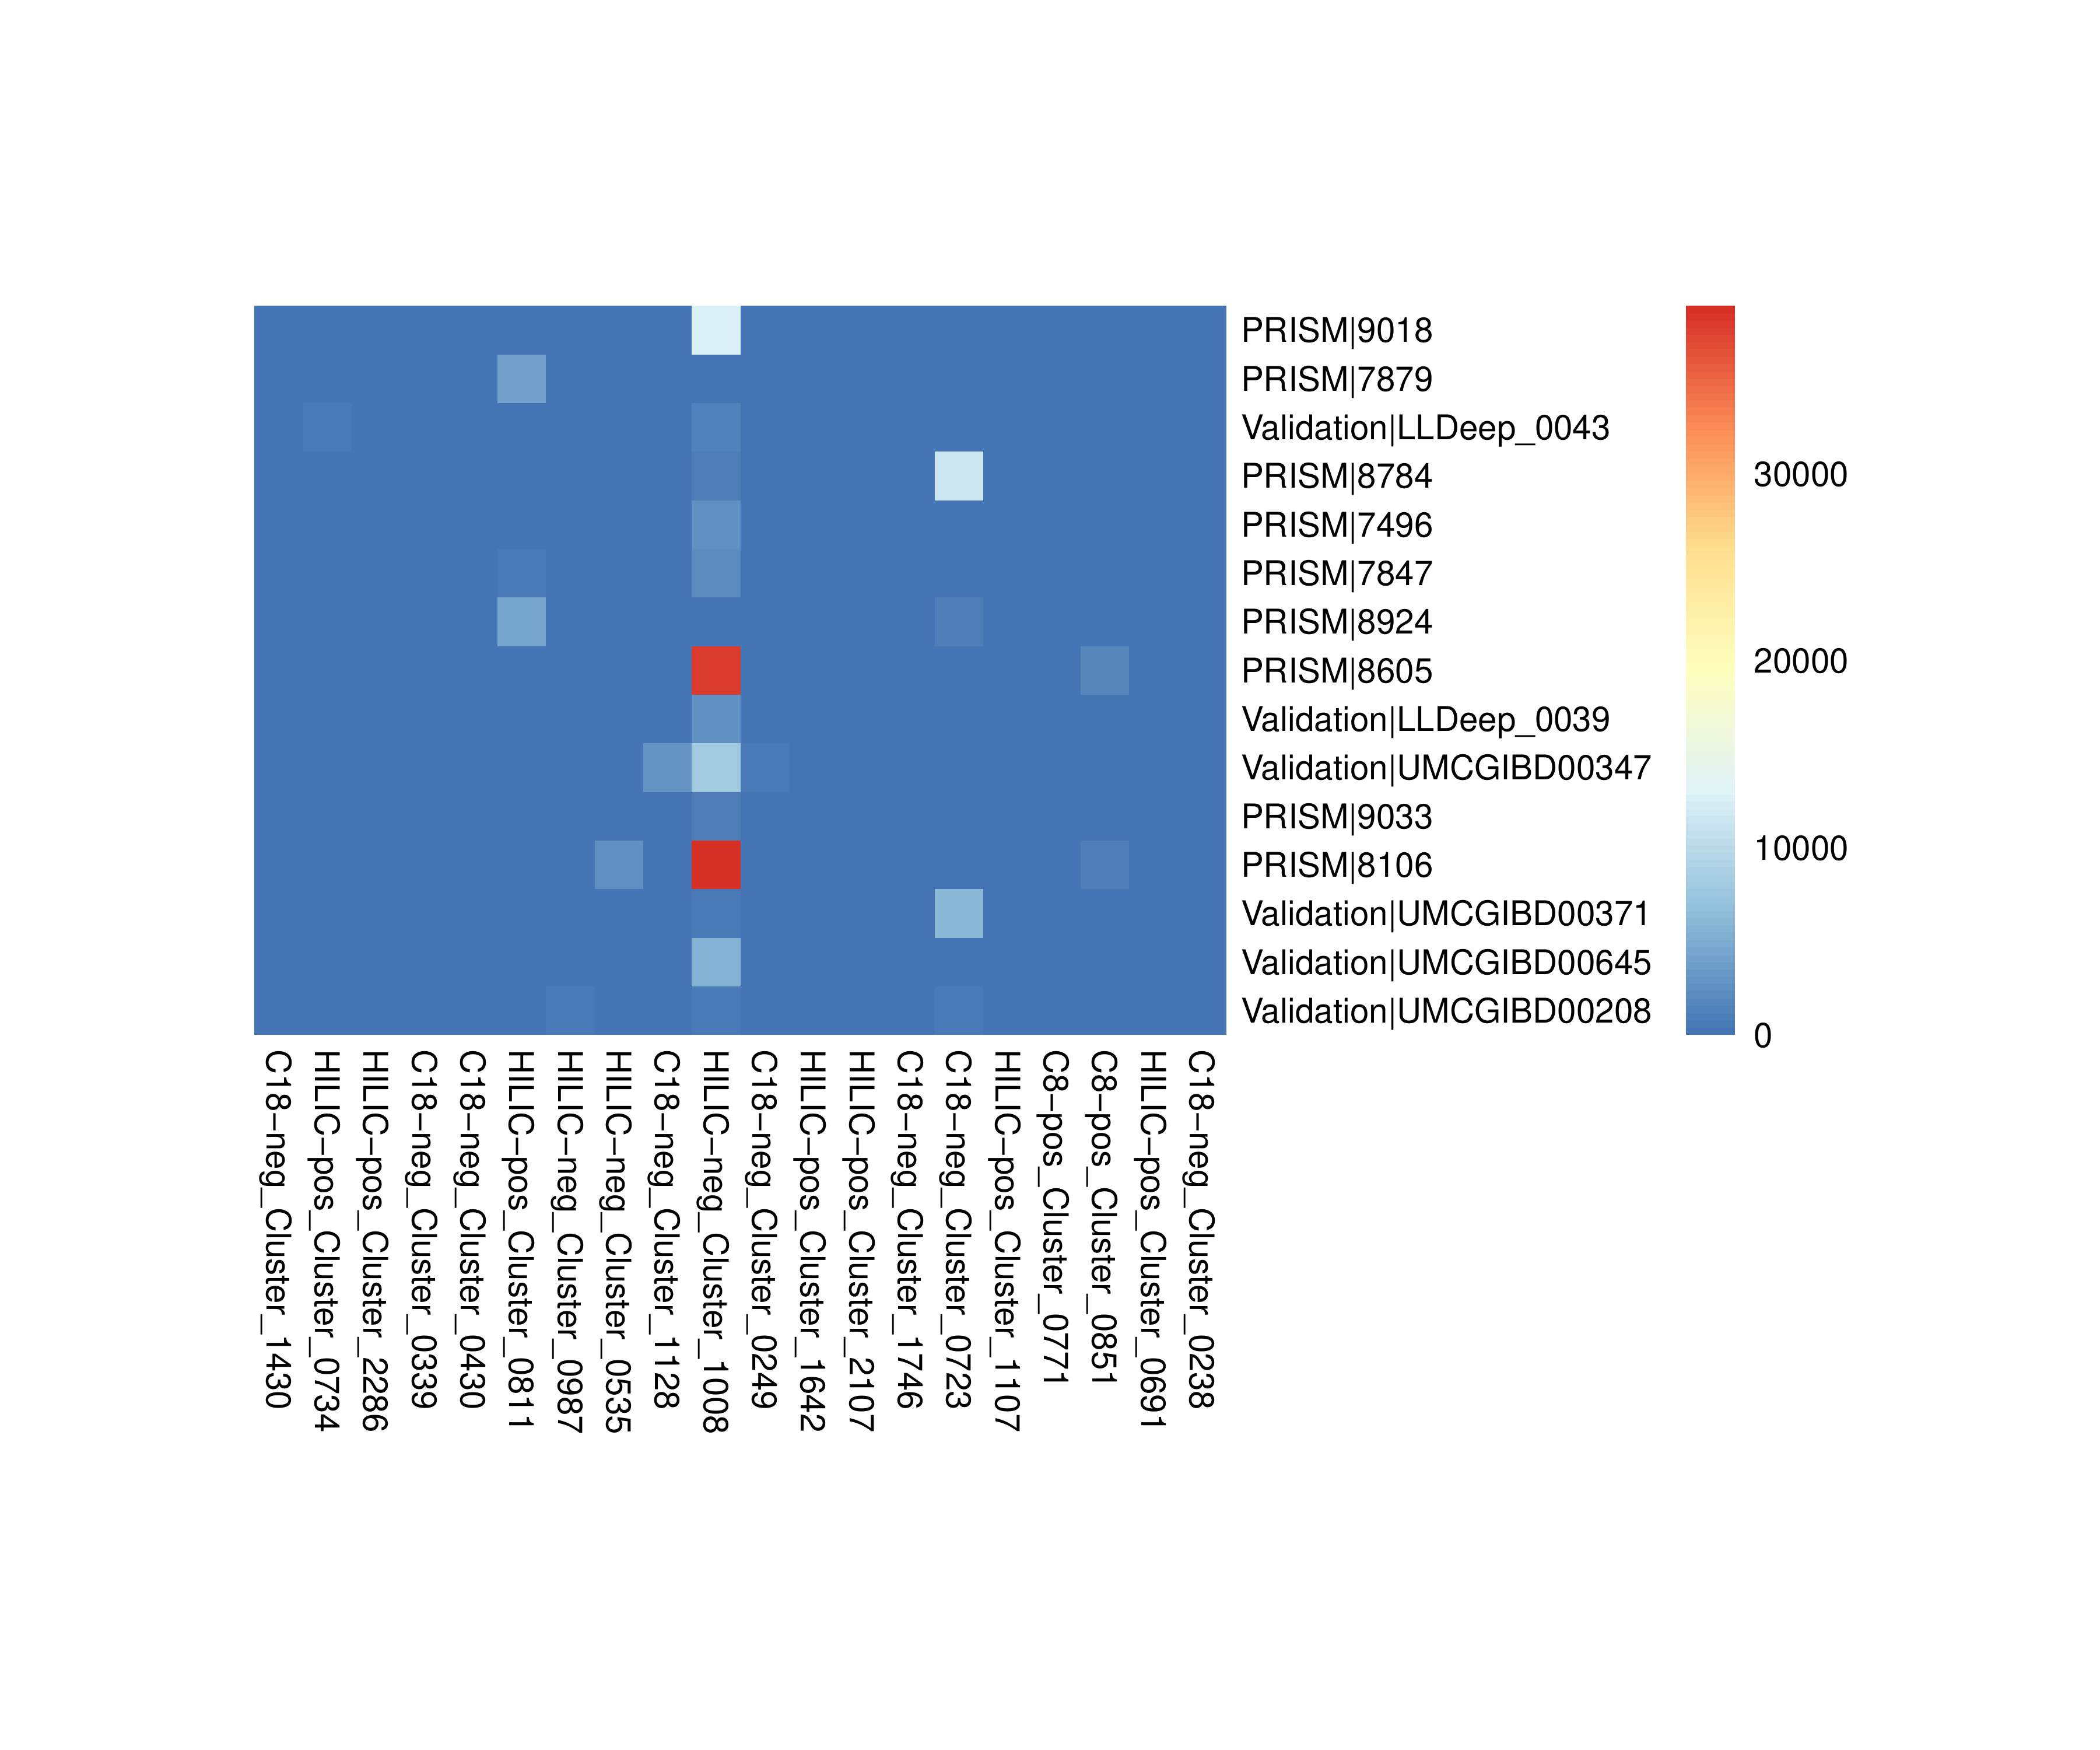 PRISM|9018
PRISM|7879
Validation|LLDeep_0043
PRISM|8784
PRISM|7496
PRISM|7847
PRISM|8924
PRISM|8605
Validation|LLDeep_0039
Validation|UMCGIBD00347
PRISM|9033
PRISM|8106
Validation|UMCGIBD00371
Validation|UMCGIBD00645
Validation|UMCGIBD00208
30000
20000
10000
0
C18−neg_Cluster_1430
HILIC−pos_Cluster_0734
HILIC−pos_Cluster_2286
C18−neg_Cluster_0339
C18−neg_Cluster_0430
HILIC−pos_Cluster_0811
HILIC−neg_Cluster_0987
HILIC−neg_Cluster_0535
C18−neg_Cluster_1128
HILIC−neg_Cluster_1008
C18−neg_Cluster_0249
HILIC−pos_Cluster_1642
HILIC−pos_Cluster_2107
C18−neg_Cluster_1746
C18−neg_Cluster_0723
HILIC−pos_Cluster_1107
C8−pos_Cluster_0771
C8−pos_Cluster_0851
HILIC−pos_Cluster_0691
C18−neg_Cluster_0238